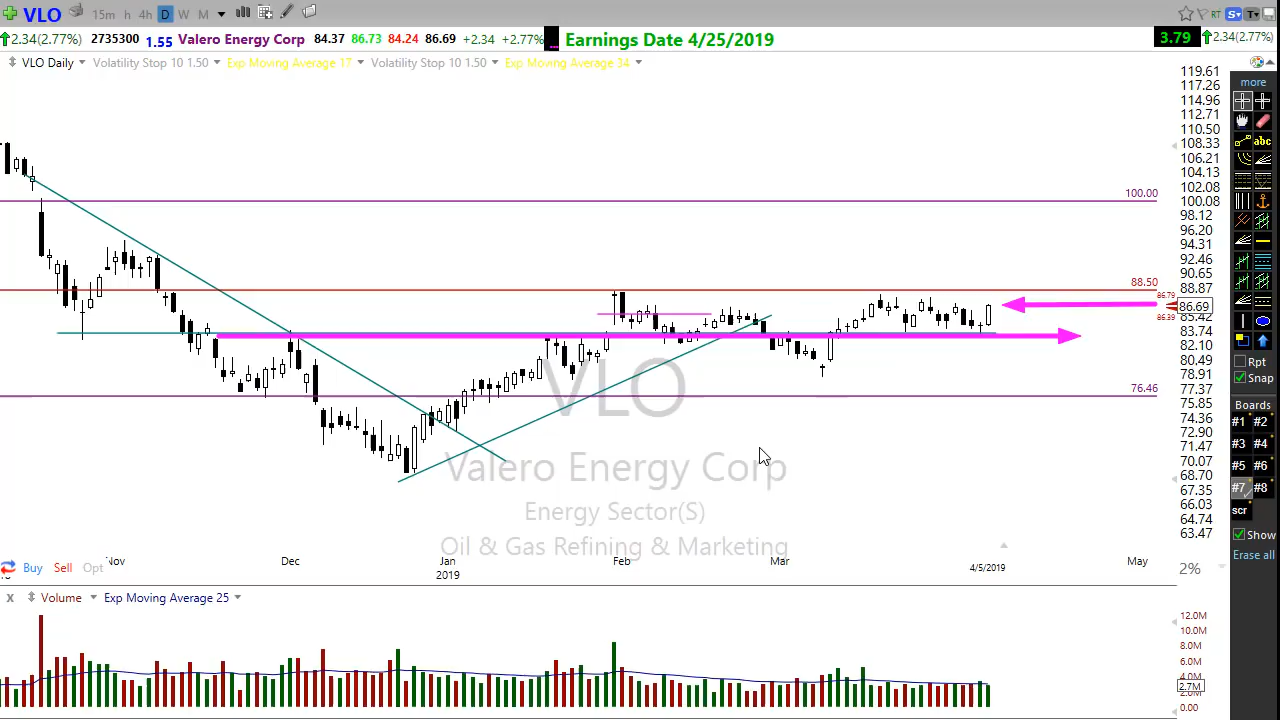 VLO 15m h 4h D W M RT S T
2.34(2.77%) 2735300 1.55 Valero Energy Corp 84.37 86.73 84.24 86.69 +2.34 +2.77% ... Earnings Date 4/25/2019 3.79 2.34(2.77%)
VLO Daily Volatility Stop 10 1.50 Exp Moving Average 17 Volatility Stop 10 1.50 Exp Moving Average 34
119.61
117.26
114.96
112.71
110.50
108.33
106.21
104.13
102.08
100.08
98.12
96.20
94.31
92.46
90.65
88.87
86.79
86.69
86.39
85.42
83.74
82.10
80.49
78.91
77.37
75.85
74.36
72.90
71.47
70.07
68.70
67.35
66.03
64.74
63.47
100.00
88.50
76.46
more
abc
Rpt
Snap
Boards
#1 #2
#3 #4
#5 #6
#7 #8
scr
Show
Erase all
VLO
Valero Energy Corp
Energy Sector(S)
Oil & Gas Refining & Marketing
Buy Sell Opt
Nov Dec Jan Feb Mar 4/5/2019 May
2019
2%
x Volume Exp Moving Average 25
12.0M
10.0M
8.0M
6.0M
4.0M
2.7M
2.0M
0.00